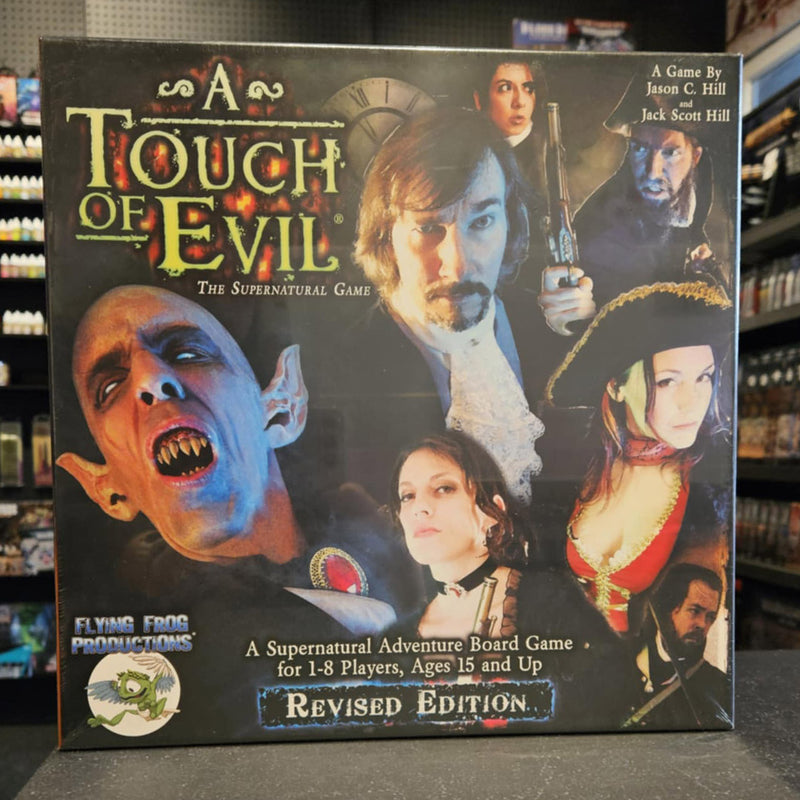 A
TOUCH
OF EVIL®
THE SUPERNATURAL GAME
A Game By
Jason C. Hill
and
Jack Scott Hill
FLYING FROG
PRODUCTIONS
A Supernatural Adventure Board Game
for 1-8 Players, Ages 15 and Up
REVISED EDITION